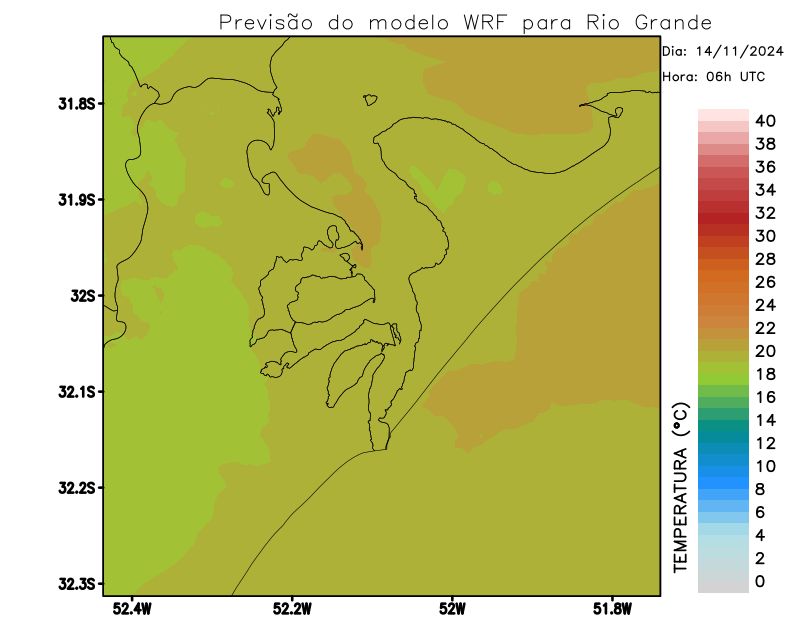 Previsão do modelo WRF para Rio Grande
Dia: 14/11/2024
Hora: 06h UTC
31.8S
31.9S
32S
32.1S
32.2S
32.3S
52.4W
52.2W
52W
51.8W
40
38
36
34
32
30
28
26
24
22
20
18
16
14
12
10
8
6
4
2
0
TEMPERATURA (°C)